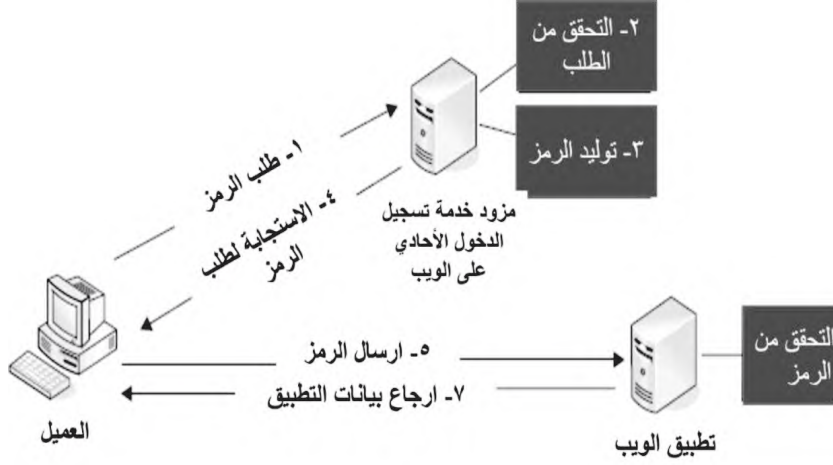 ٢- التحقق من
الطلب
٣- توليد الرمز
١- طلب الرمز
٤- الاستجابة لطلب
الرمز
مزود خدمة تسجيل
الدخول الأحادي
على الويب
التحقق من
الرمز
٥- ارسال الرمز
٧- ارجاع بيانات التطبيق
العميل
تطبيق الويب